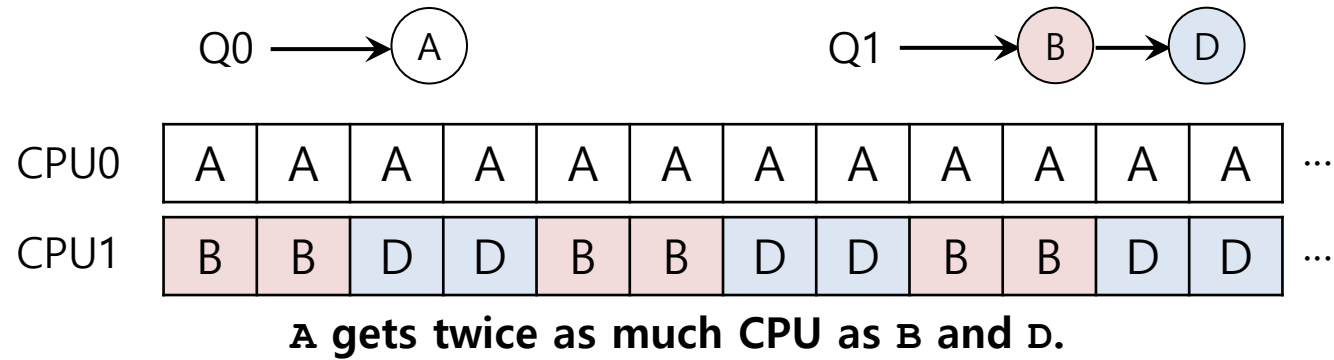 Q0 A Q1 B D
CPU0 A A A A A A A A A A A A ...
CPU1 B B D D B B D D B B D D ...
A gets twice as much CPU as B and D.